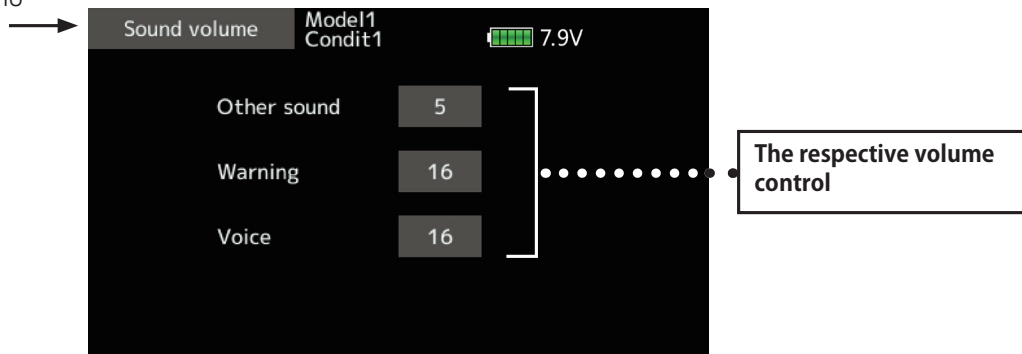 Sound volume
Model1
Condit1
7.9V
Other sound 5
Warning 16
Voice 16
The respective volume
control